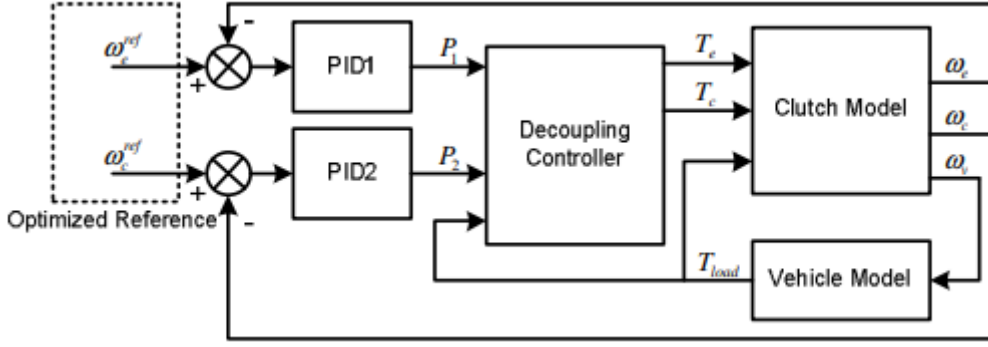 -
ω_e^ref
+
PID1
P_1
Decoupling
Controller
T_e
T_c
Clutch Model
ω_e
ω_c
ω_v
ω_c^ref
+
-
PID2
P_2
Optimized Reference
T_load
Vehicle Model